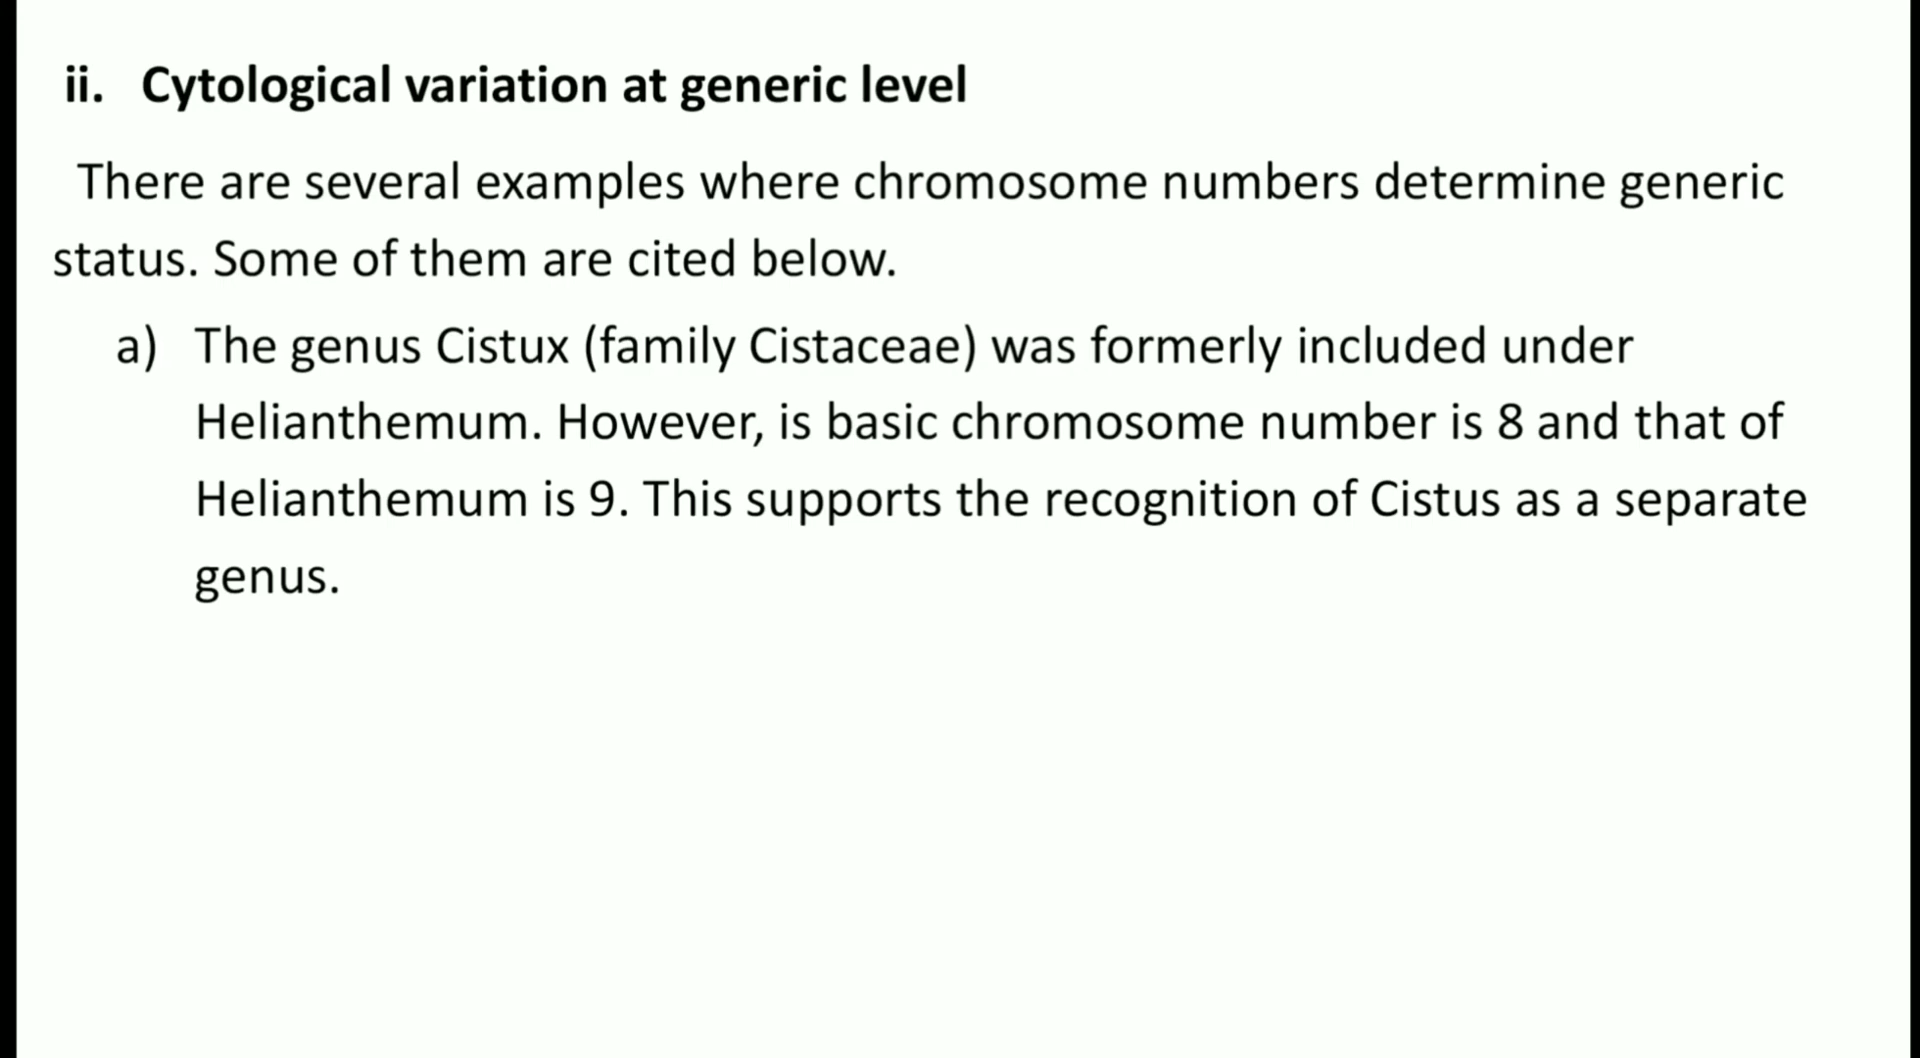 ii. Cytological variation at generic level
There are several examples where chromosome numbers determine generic
status. Some of them are cited below.
a) The genus Cistux (family Cistaceae) was formerly included under
Helianthemum. However, is basic chromosome number is 8 and that of
Helianthemum is 9. This supports the recognition of Cistus as a separate
genus.